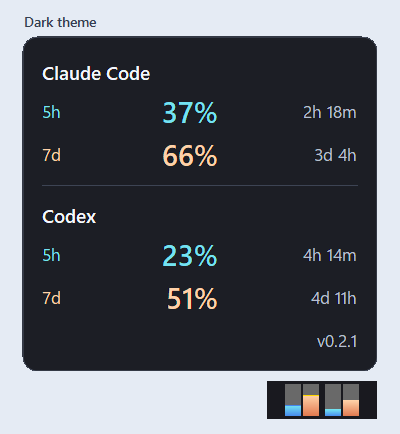 Dark theme
Claude Code
5h 37% 2h 18m
7d 66% 3d 4h
Codex
5h 23% 4h 14m
7d 51% 4d 11h
v0.2.1